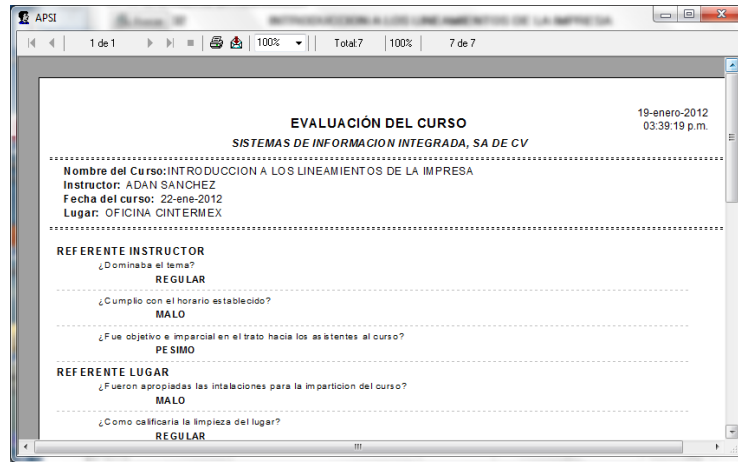 APSI
1 de 1 100% Total:7 100% 7 de 7
19-enero-2012
EVALUACIÓN DEL CURSO 03:39:19 p.m.
SISTEMAS DE INFORMACION INTEGRADA, SA DE CV
Nombre del Curso:INTRODUCCION A LOS LINEAMIENTOS DE LA IMPRESA
Instructor: ADAN SANCHEZ
Fecha del curso: 22-ene-2012
Lugar: OFICINA CINTERMEX
REFERENTE INSTRUCTOR
¿Dominaba el tema?
REGULAR
¿Cumplio con el horario establecido?
MALO
¿Fue objetivo e imparcial en el trato hacia los asistentes al curso?
PESIMO
REFERENTE LUGAR
¿Fueron apropiadas las intalaciones para la imparticion del curso?
MALO
¿Como calificaria la limpieza del lugar?
REGULAR